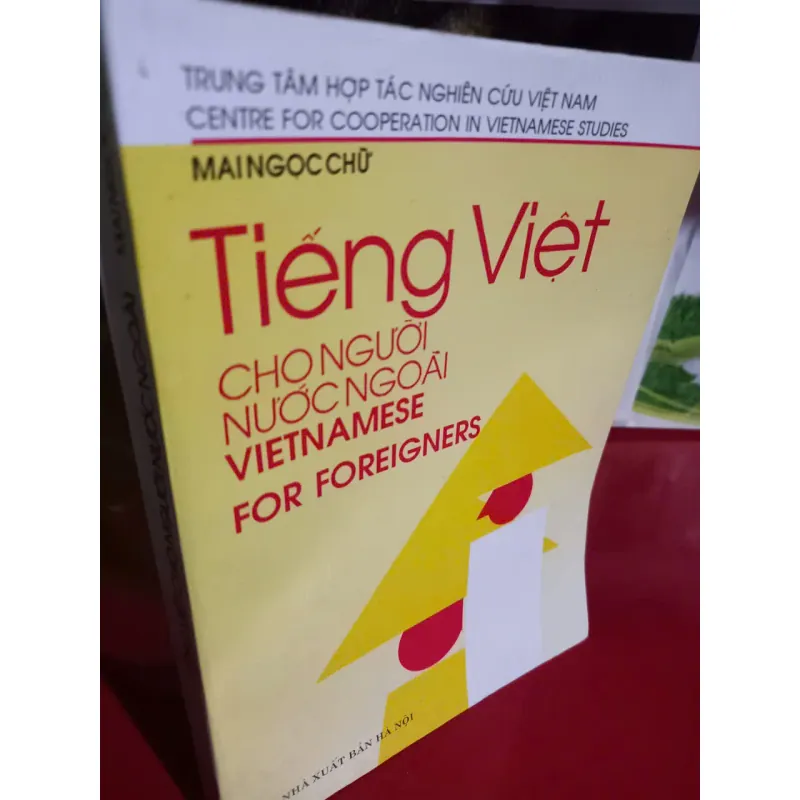 TRUNG TÂM HỢP TÁC NGHIÊN CỨU VIỆT NAM
CENTRE FOR COOPERATION IN VIETNAMESE STUDIES
MAI NGỌC CHỪ
Tiếng Việt
CHO NGƯỜI
NƯỚC NGOÀI
VIETNAMESE
FOR FOREIGNERS
NHÀ XUẤT BẢN HÀ NỘI